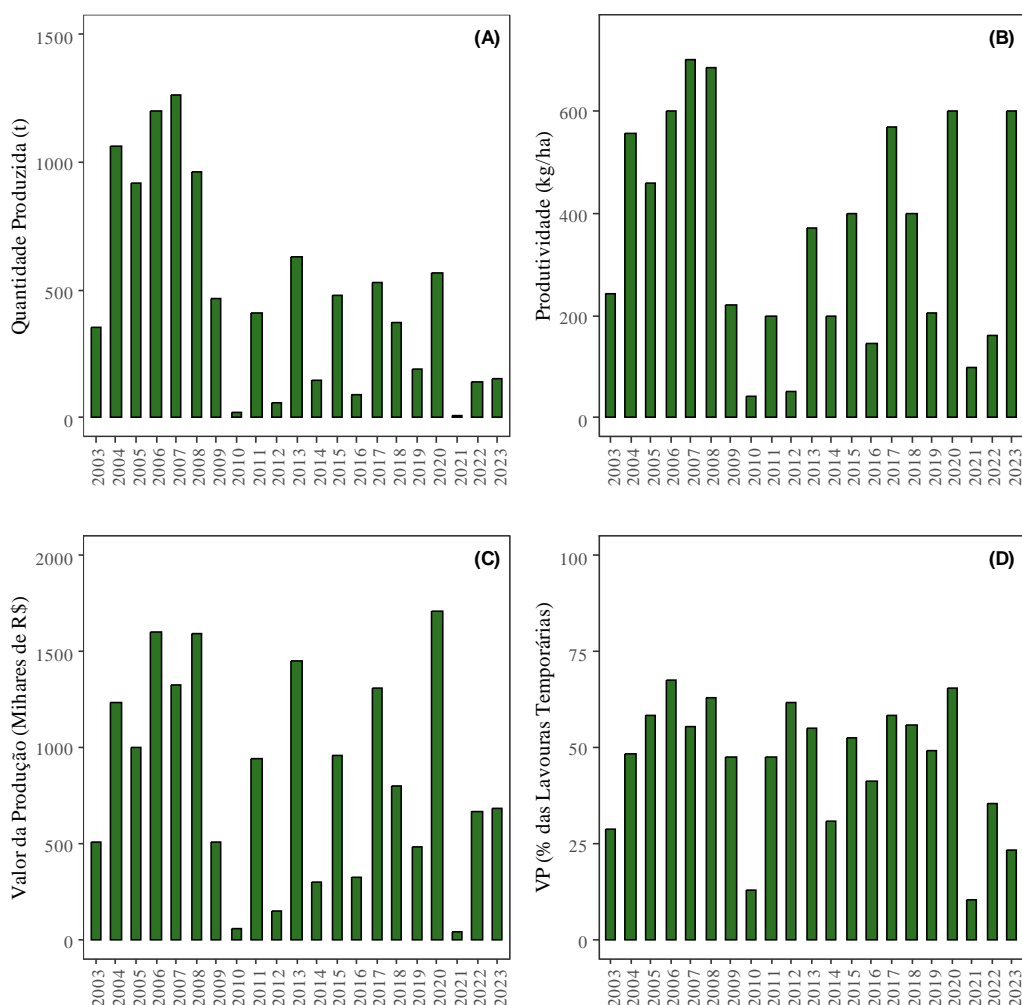 (A)
Quantidade Produzida (t)
1500
1000
500
0
2003 2004 2005 2006 2007 2008 2009 2010 2011 2012 2013 2014 2015 2016 2017 2018 2019 2020 2021 2022 2023
(B)
Produtividade (kg/ha)
600
400
200
0
2003 2004 2005 2006 2007 2008 2009 2010 2011 2012 2013 2014 2015 2016 2017 2018 2019 2020 2021 2022 2023
(C)
Valor da Produção (Mihares de R$)
2000
1500
1000
500
0
2003 2004 2005 2006 2007 2008 2009 2010 2011 2012 2013 2014 2015 2016 2017 2018 2019 2020 2021 2022 2023
(D)
VP (% das Lavouras Temporárias)
100
75
50
25
0
2003 2004 2005 2006 2007 2008 2009 2010 2011 2012 2013 2014 2015 2016 2017 2018 2019 2020 2021 2022 2023